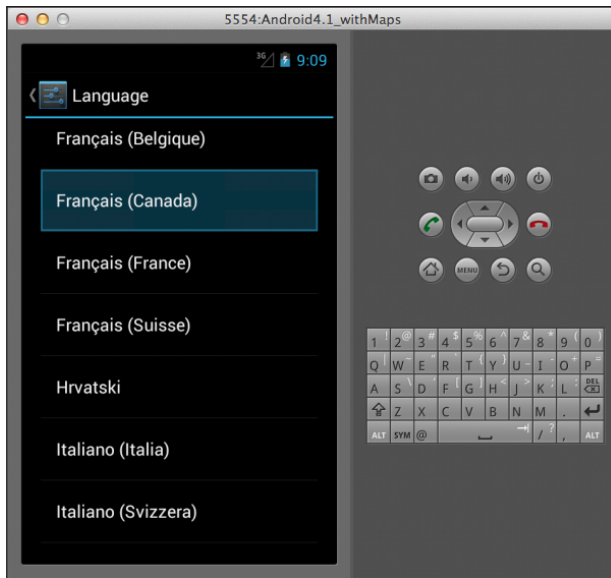 5554:Android4.1_withMaps
3G 9:09
Language
Français (Belgique)
Français (Canada)
Français (France)
Français (Suisse)
Hrvatski
Italiano (Italia)
Italiano (Svizzera)
MENU
1 ! 2 @ 3 # 4 $ 5 % 6 ^ 7 & 8 * 9 ( 0 )
Q | W ~ E " R ` T { Y } U _ I - O + P =
A S \ D ' F [ G ] H < J > K ; L : DEL
Z X C V B N M .
ALT SYM @ / ? , ALT